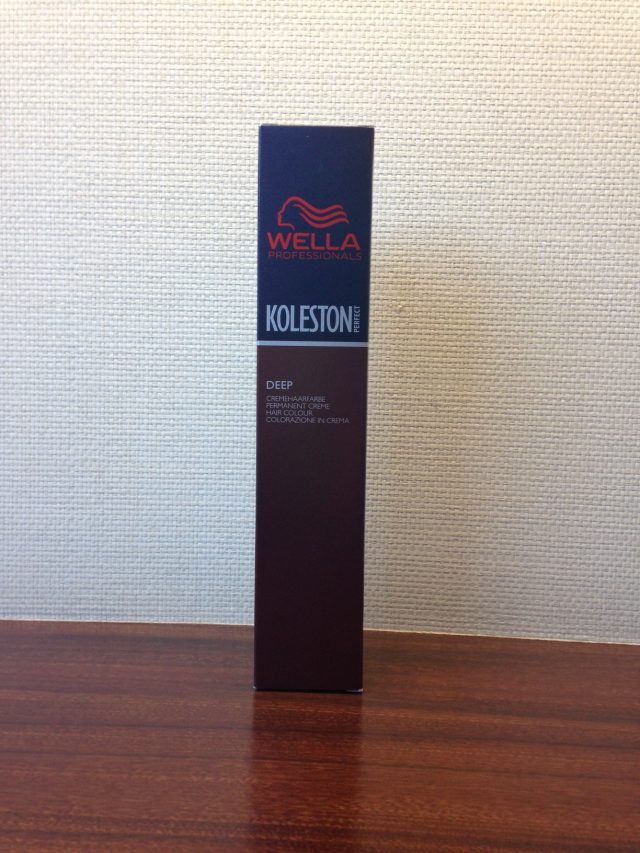 WELLA
PROFESSIONALS
KOLESTON
PERFECT
DEEP
CREMEHAARFARBE
PERMANENT CREME
HAIR COLOUR
COLORAZIONE IN CREMA